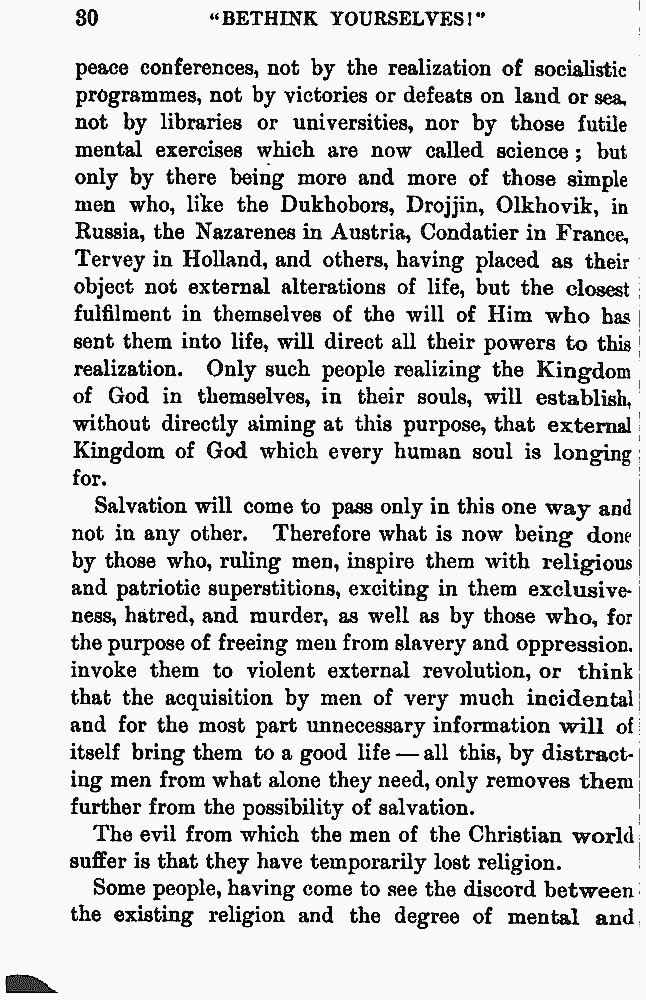 30 "BETHINK YOURSELVES!"
peace conferences, not by the realization of socialistic
programmes, not by victories or defeats on land or sea,
not by libraries or universities, nor by those futile
mental exercises which are now called science; but
only by there being more and more of those simple
men who, like the Dukhobors, Drojjin, Olkhovik, in
Russia, the Nazarenes in Austria, Condatier in France,
Tervey in Holland, and others, having placed as their
object not external alterations of life, but the closest
fulfilment in themselves of the will of Him who has
sent them into life, will direct all their powers to this
realization. Only such people realizing the Kingdom
of God in themselves, in their souls, will establish,
without directly aiming at this purpose, that external
Kingdom of God which every human soul is longing
for.
Salvation will come to pass only in this one way and
not in any other. Therefore what is now being done
by those who, ruling men, inspire them with religious
and patriotic superstitions, exciting in them exclusive-
ness, hatred, and murder, as well as by those who, for
the purpose of freeing men from slavery and oppression,
invoke them to violent external revolution, or think
that the acquisition by men of very much incidental
and for the most part unnecessary information will of
itself bring them to a good life — all this, by distract-
ing men from what alone they need, only removes them
further from the possibility of salvation.
The evil from which the men of the Christian world
suffer is that they have temporarily lost religion.
Some people, having come to see the discord between
the existing religion and the degree of mental and